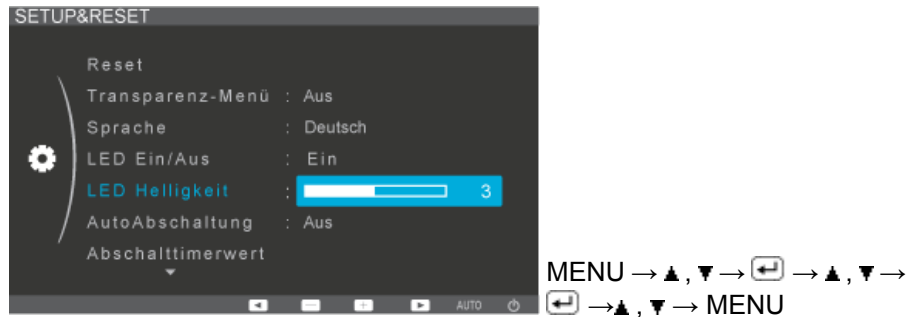 SETUP&RESET
Reset
Transparenz-Menü : Aus
Sprache : Deutsch
LED Ein/Aus : Ein
LED Helligkeit : 3
AutoAbschaltung : Aus
Abschalttimerwert
AUTO
MENU → ▲ , ▼ → ↵ → ▲ , ▼ →
↵ → ▲ , ▼ → MENU